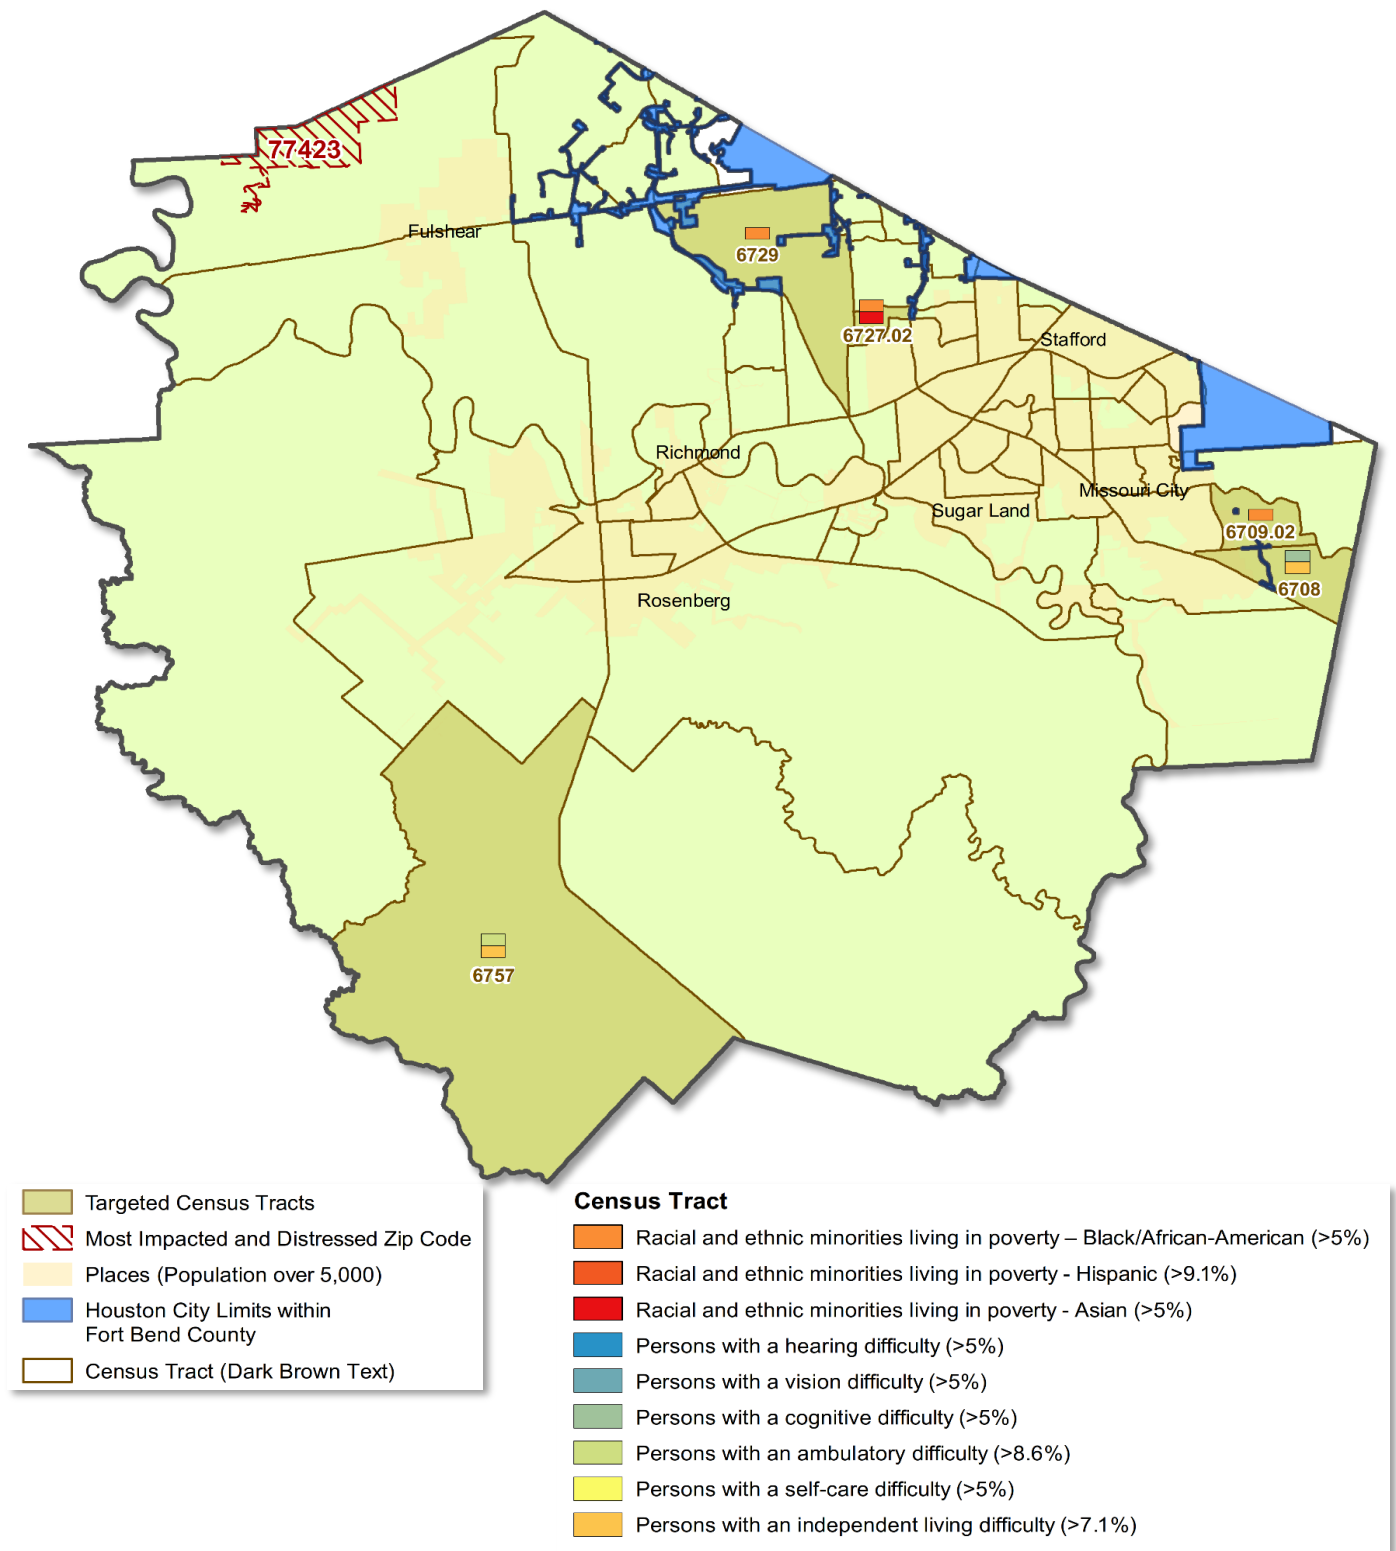 77423
Fulshear
6729
6727.02
Stafford
Richmond
Missouri City
Sugar Land
6709.02
6708
Rosenberg
6757
Targeted Census Tracts
Most Impacted and Distressed Zip Code
Places (Population over 5,000)
Houston City Limits within
Fort Bend County
Census Tract (Dark Brown Text)
Census Tract
Racial and ethnic minorities living in poverty – Black/African-American (>5%)
Racial and ethnic minorities living in poverty - Hispanic (>9.1%)
Racial and ethnic minorities living in poverty - Asian (>5%)
Persons with a hearing difficulty (>5%)
Persons with a vision difficulty (>5%)
Persons with a cognitive difficulty (>5%)
Persons with an ambulatory difficulty (>8.6%)
Persons with a self-care difficulty (>5%)
Persons with an independent living difficulty (>7.1%)